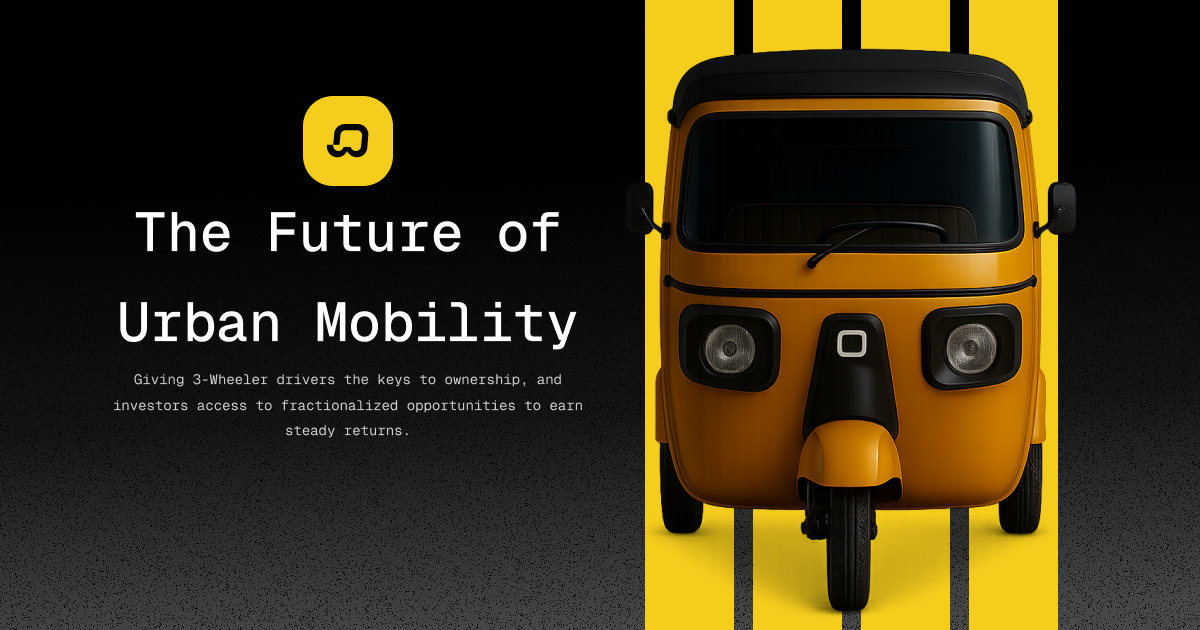 The Future of
Urban Mobility
Giving 3-Wheeler drivers the keys to ownership, and
investors access to fractionalized opportunities to earn
steady returns.